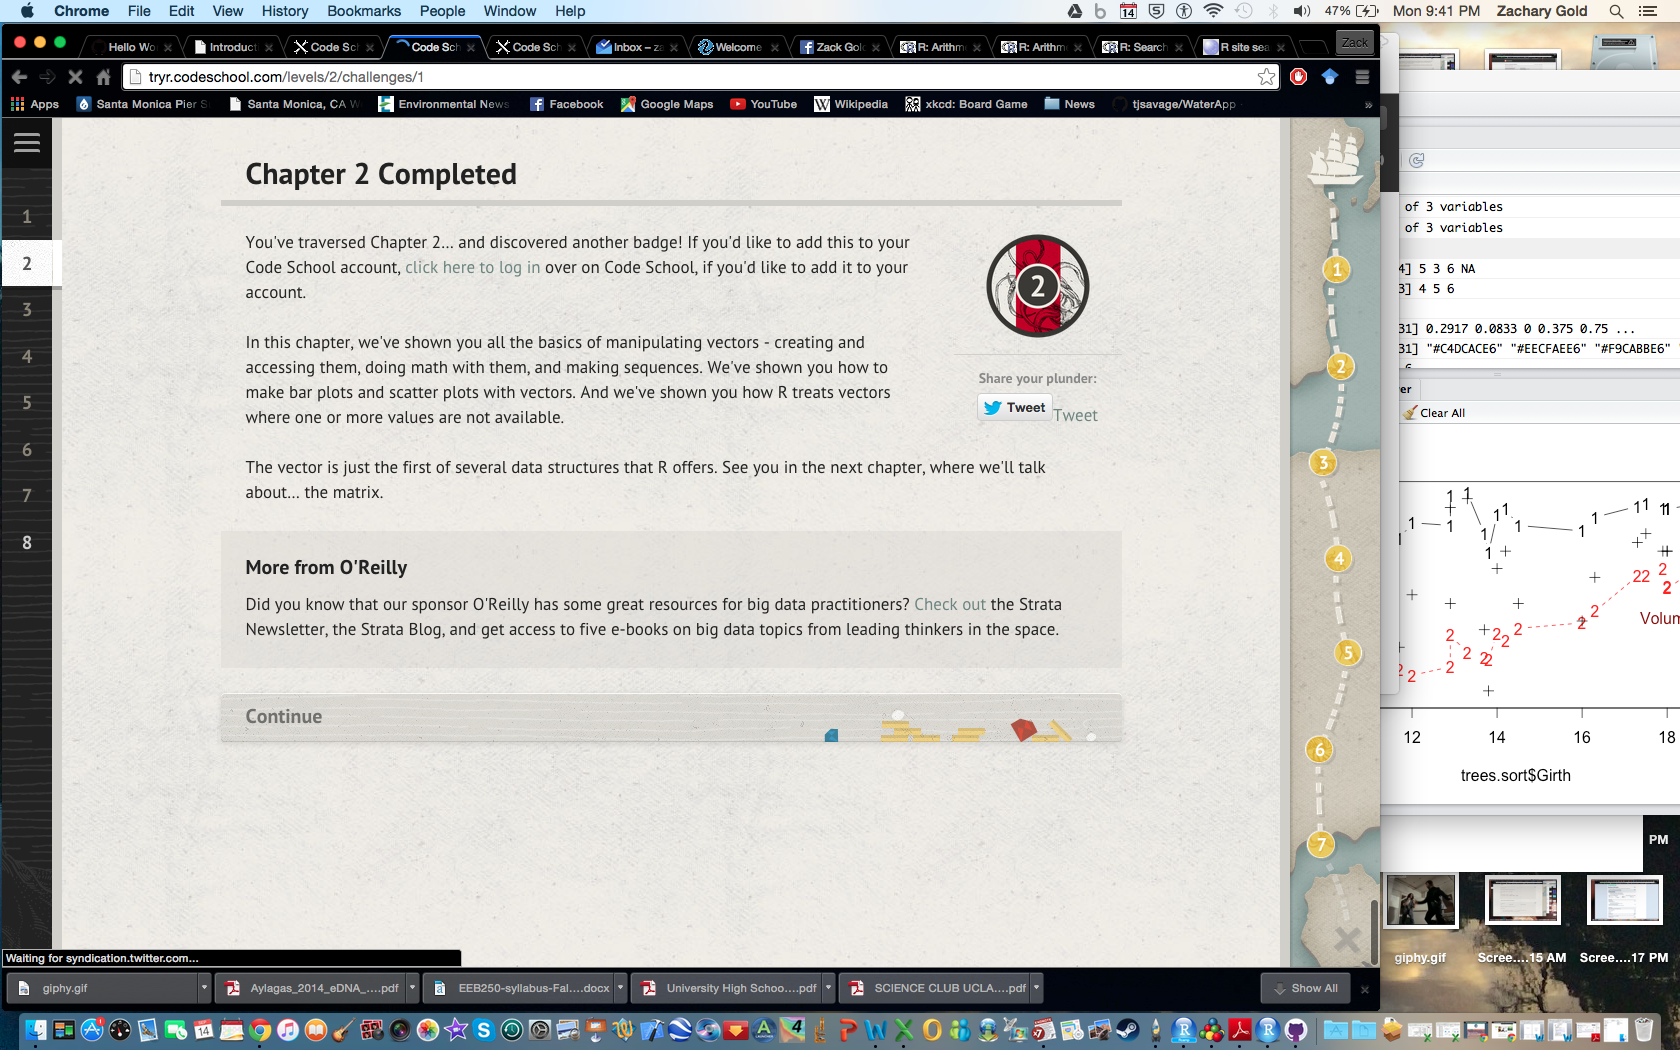 Chrome File Edit View History Bookmarks People Window Help 47% Mon 9:41 PM Zachary Gold
Hello Wo Introduct Code Sch Code Sch Code Sch Inbox – za Welcome Zack Gol R: Arithm R: Arithm R: Search R site sea Zack
tryr.codeschool.com/levels/2/challenges/1
Apps Santa Monica Pier S Santa Monica, CA W Environmental News Facebook Google Maps YouTube Wikipedia xkcd: Board Game News tjsavage/WaterApp »
Chapter 2 Completed
You've traversed Chapter 2... and discovered another badge! If you'd like to add this to your
Code School account, click here to log in over on Code School, if you'd like to add it to your
account.
2
In this chapter, we've shown you all the basics of manipulating vectors - creating and
accessing them, doing math with them, and making sequences. We've shown you how to
make bar plots and scatter plots with vectors. And we've shown you how R treats vectors
where one or more values are not available.
Share your plunder:
Tweet Tweet
The vector is just the first of several data structures that R offers. See you in the next chapter, where we'll talk
about... the matrix.
More from O'Reilly
Did you know that our sponsor O'Reilly has some great resources for big data practitioners? Check out the Strata
Newsletter, the Strata Blog, and get access to five e-books on big data topics from leading thinkers in the space.
Continue
1
2
3
4
5
6
7
8
1
2
3
4
5
6
7
of 3 variables
of 3 variables
4] 5 3 6 NA
3] 4 5 6
31] 0.2917 0.0833 0 0.375 0.75 ...
31] "#C4DCACE6" "#EECFAEE6" "#F9CABBE6"
er
Clear All
Volum
12 14 16 18
trees.sort$Girth
PM
giphy.gif Scree....15 AM Scree....17 PM
Waiting for syndication.twitter.com...
giphy.gif Aylagas_2014_eDNA_....pdf EEB250-syllabus-Fal....docx University High Schoo....pdf SCIENCE CLUB UCLA....pdf Show All